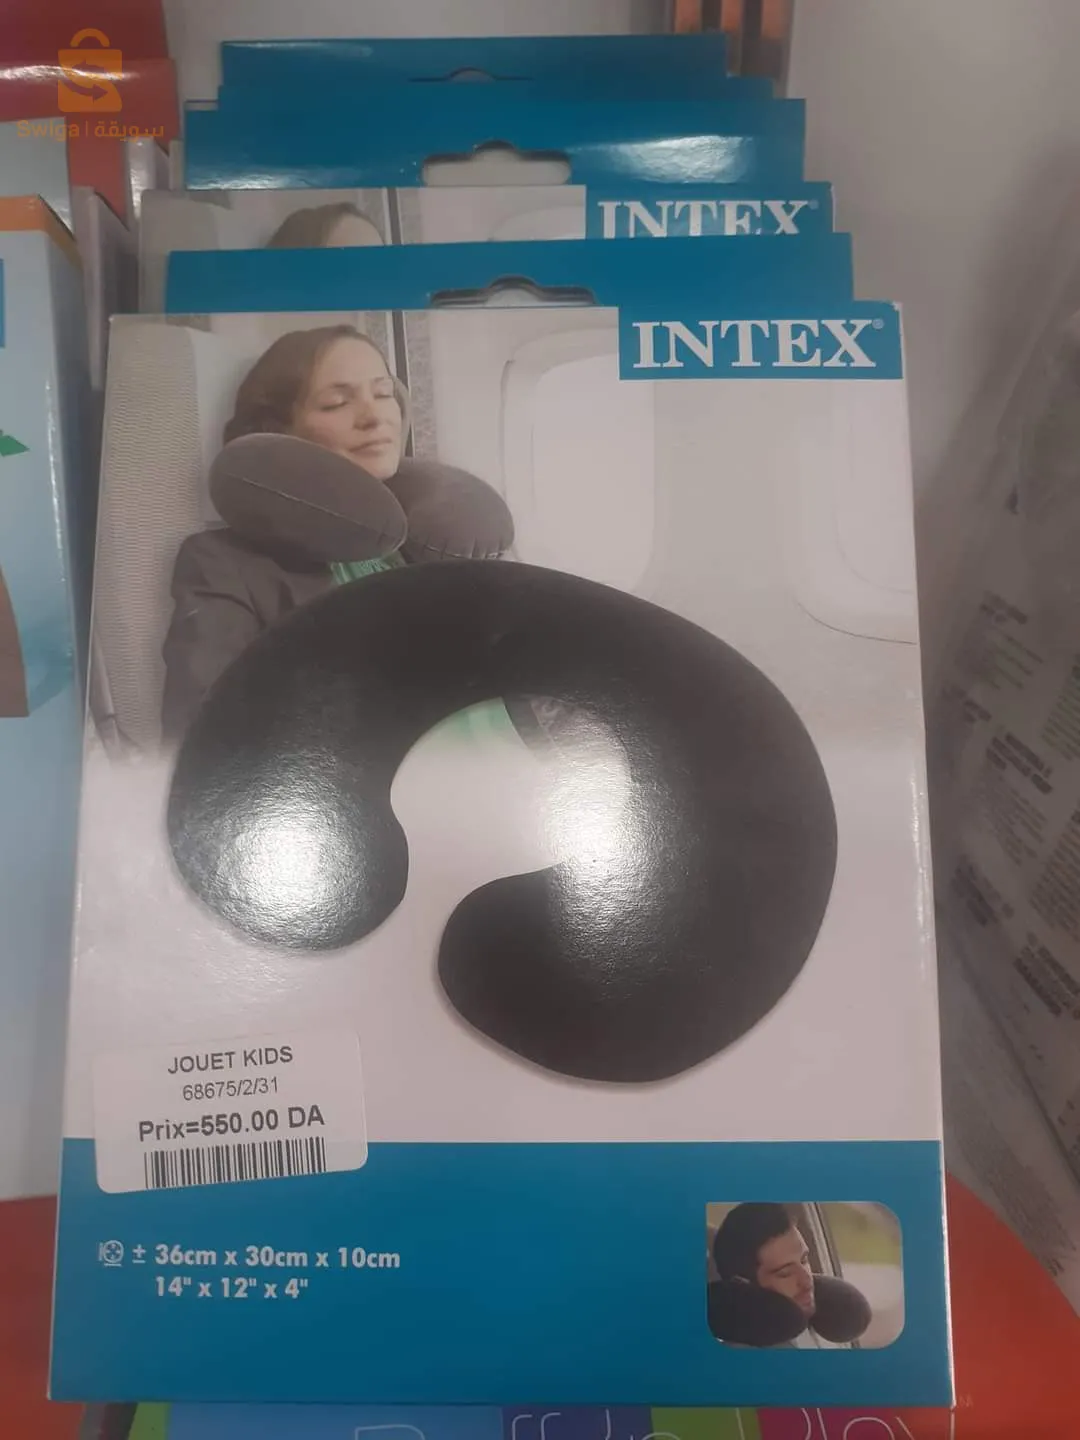 Swiga | سويقة
INTEX®
INTEX®
JOUET KIDS
68675/2/31
Prix=550.00 DA
± 36cm x 30cm x 10cm
14" x 12" x 4"